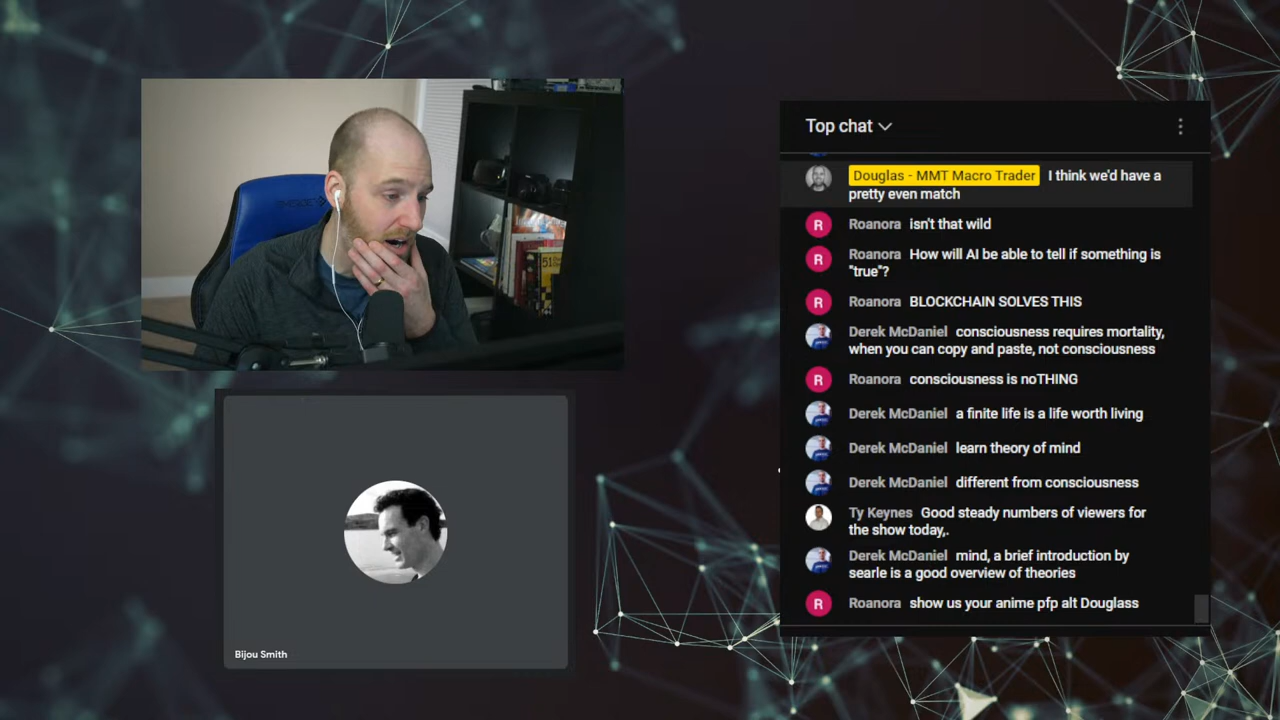 Top chat
Douglas - MMT Macro Trader I think we'd have a
pretty even match
R Roanora isn't that wild
R Roanora How will AI be able to tell if something is
"true"?
R Roanora BLOCKCHAIN SOLVES THIS
Derek McDaniel consciousness requires mortality,
when you can copy and paste, not consciousness
R Roanora consciousness is noTHING
Derek McDaniel a finite life is a life worth living
Derek McDaniel learn theory of mind
Derek McDaniel different from consciousness
Ty Keynes Good steady numbers of viewers for
the show today,.
Derek McDaniel mind, a brief introduction by
searle is a good overview of theories
R Roanora show us your anime pfp alt Douglass
51
Bijou Smith